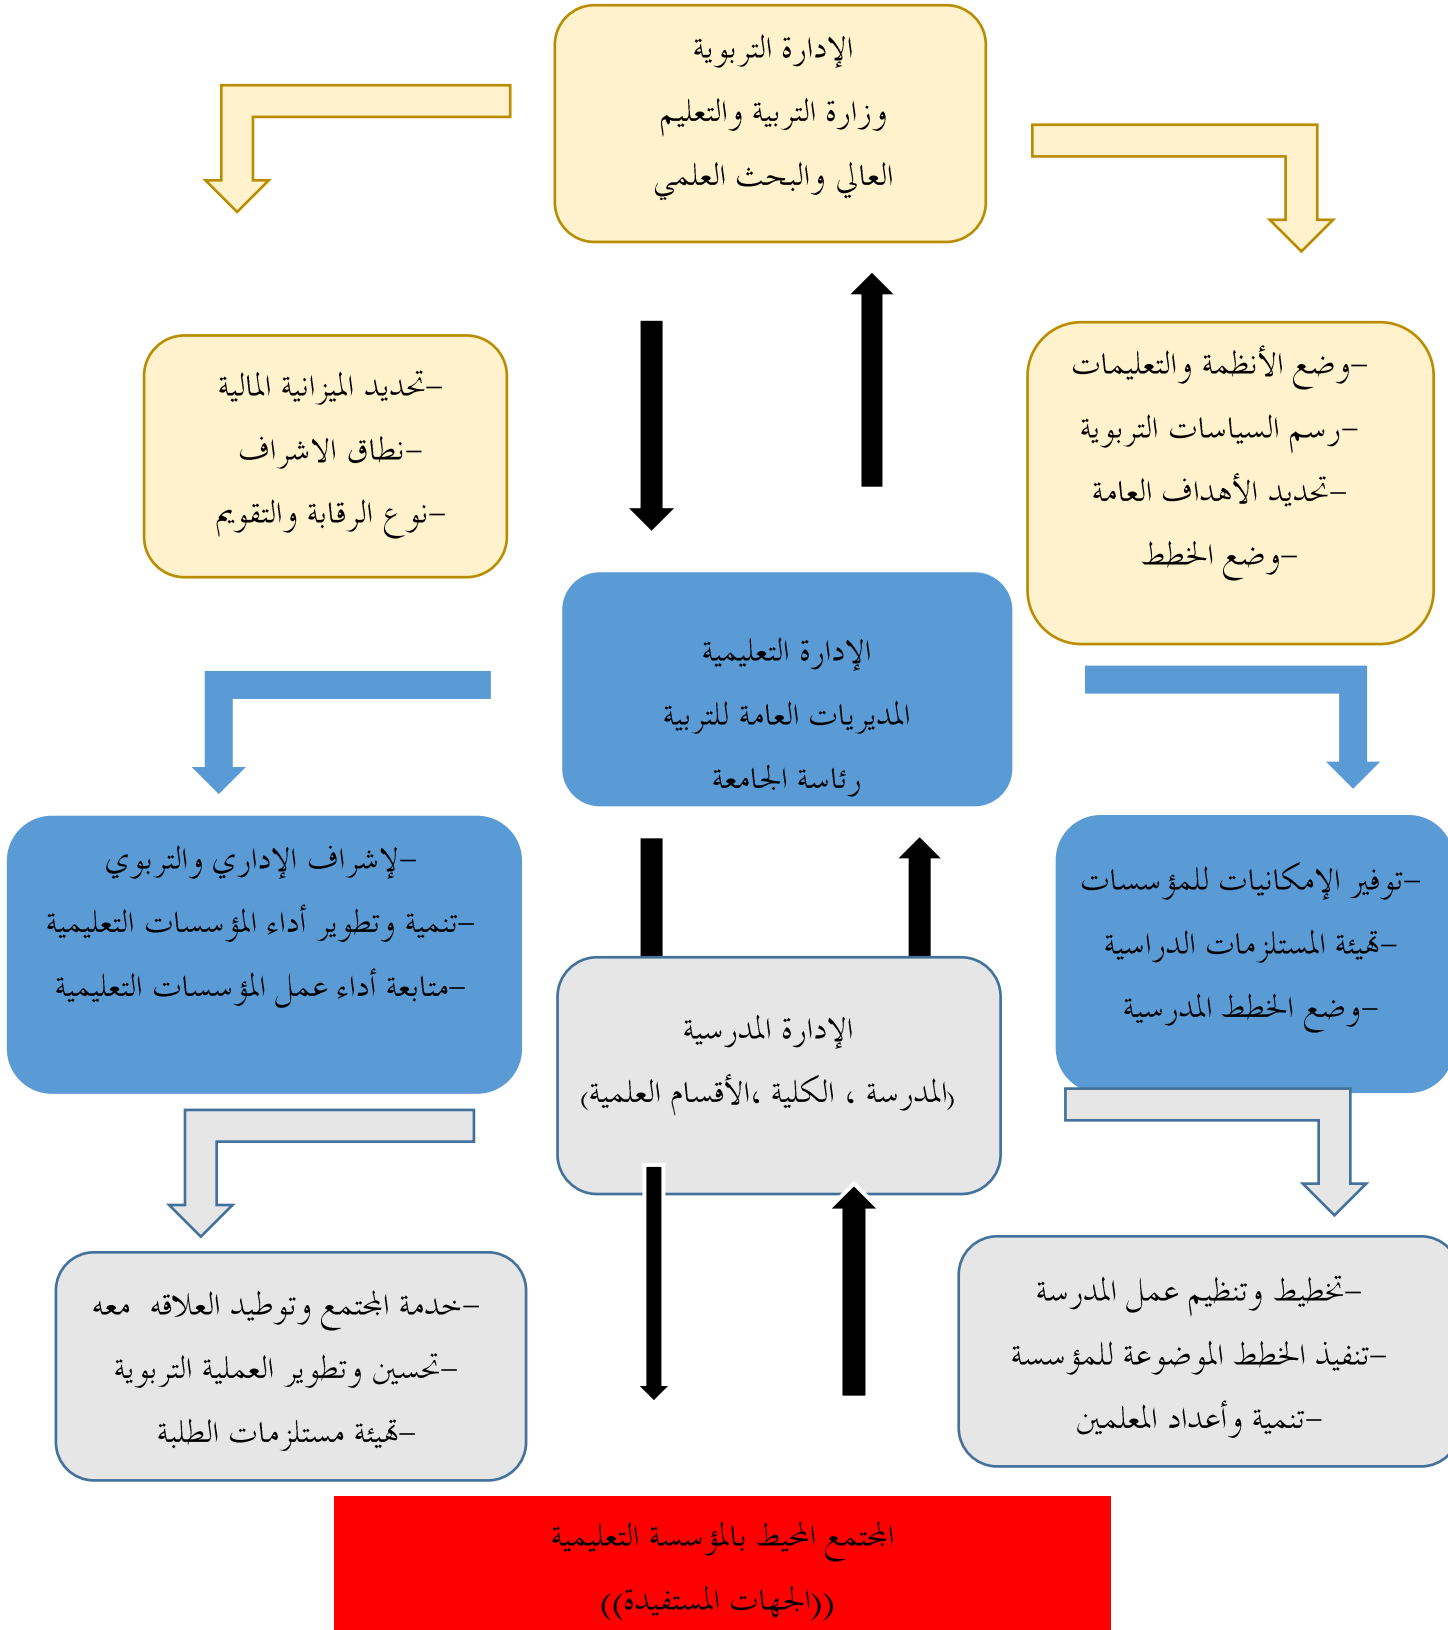 الإدارة التربوية
وزارة التربية والتعليم
العالي والبحث العلمي
-وضع الأنظمة والتعليمات
-رسم السياسات التربوية
-تحديد الأهداف العامة
-وضع الخطط
-تحديد الميزانية المالية
-نطاق الاشراف
-نوع الرقابة والتقويم
الإدارة التعليمية
المديريات العامة للتربية
رئاسة الجامعة
-توفير الإمكانيات للمؤسسات
-تهيئة المستلزمات الدراسية
-وضع الخطط المدرسية
-لإشراف الإداري والتربوي
-تنمية وتطوير أداء المؤسسات التعليمية
-متابعة أداء عمل المؤسسات التعليمية
الإدارة المدرسية
(المدرسة ، الكلية ،الأقسام العلمية)
-تخطيط وتنظيم عمل المدرسة
-تنفيذ الخطط الموضوعة للمؤسسة
-تنمية وأعداد المعلمين
-خدمة المجتمع وتوطيد العلاقه معه
-تحسين وتطوير العملية التربوية
-تهيئة مستلزمات الطلبة
المجتمع المحيط بالمؤسسة التعليمية
((الجهات المستفيدة))